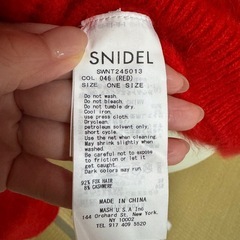 SNIDEL
SWNT245013
COL 046 (RED)
SIZE ONE SIZE
Do not wash.
Do not bleach.
Do not tumble dry.
Cool iron,
use press cloth
Dryclean,
petroleum solvent only,
short cycle.
Use the net when cleaning.
May shrink slightly when
washed.
Be careful not to expose
to friction or let it
get caught.
Dark colors may run.
92% FOX HAIR
8% CASHMERE
MADE IN CHINA
MASH U.S.A Inc
144 Orchard St. New York,
NY 10002
TEL 917 409 5520